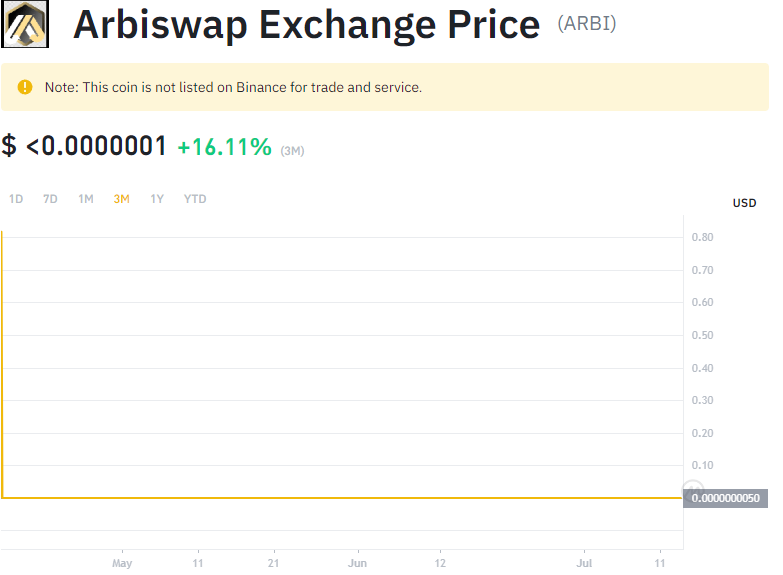 Arbiswap Exchange Price (ARBI)
Note: This coin is not listed on Binance for trade and service.
$ <0.0000001 +16.11% (3M)
1D 7D 1M 3M 1Y YTD
USD
0.80
0.70
0.60
0.50
0.40
0.30
0.20
0.10
0.0000000050
May 11 21 Jun 12 Jul 11